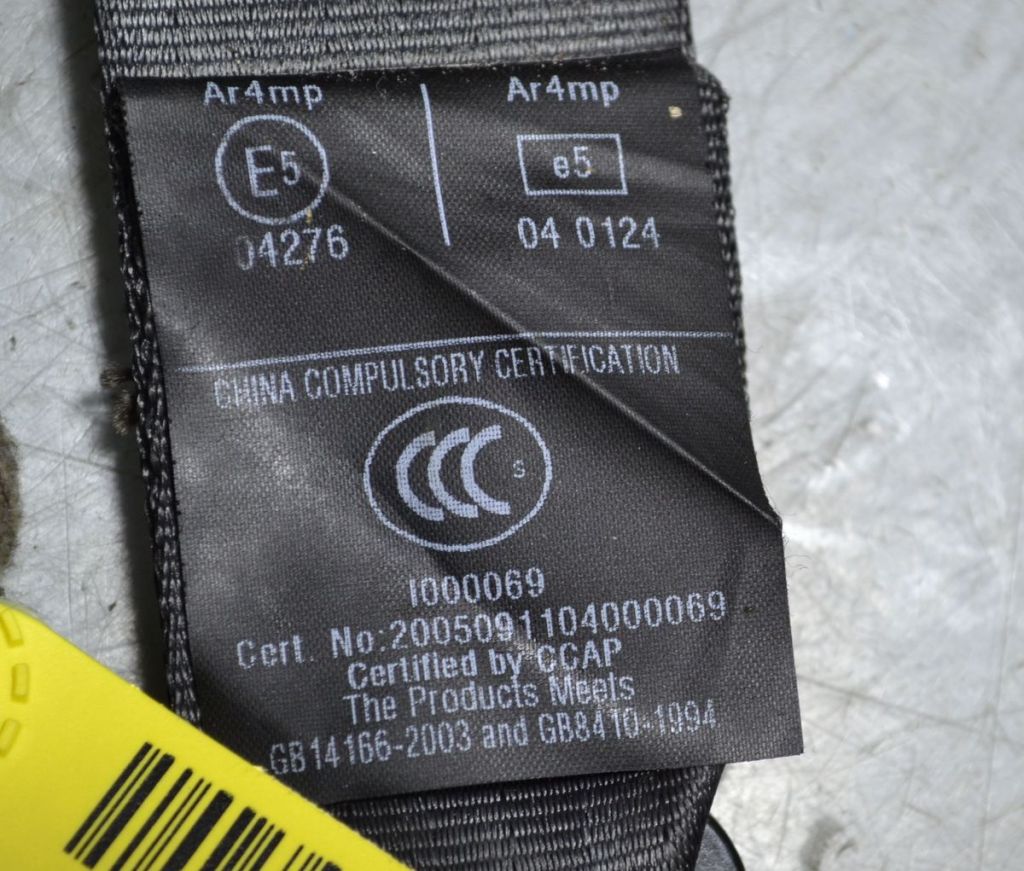 Ar4mp
E5
04276
Ar4mp
e5
04 0124
CHINA COMPULSORY CERTIFICATION
CCC S
I000069
Cert. No:2005091104000069
Certified by CCAP
The Products Meets
GB14166-2003 and GB8410-1994